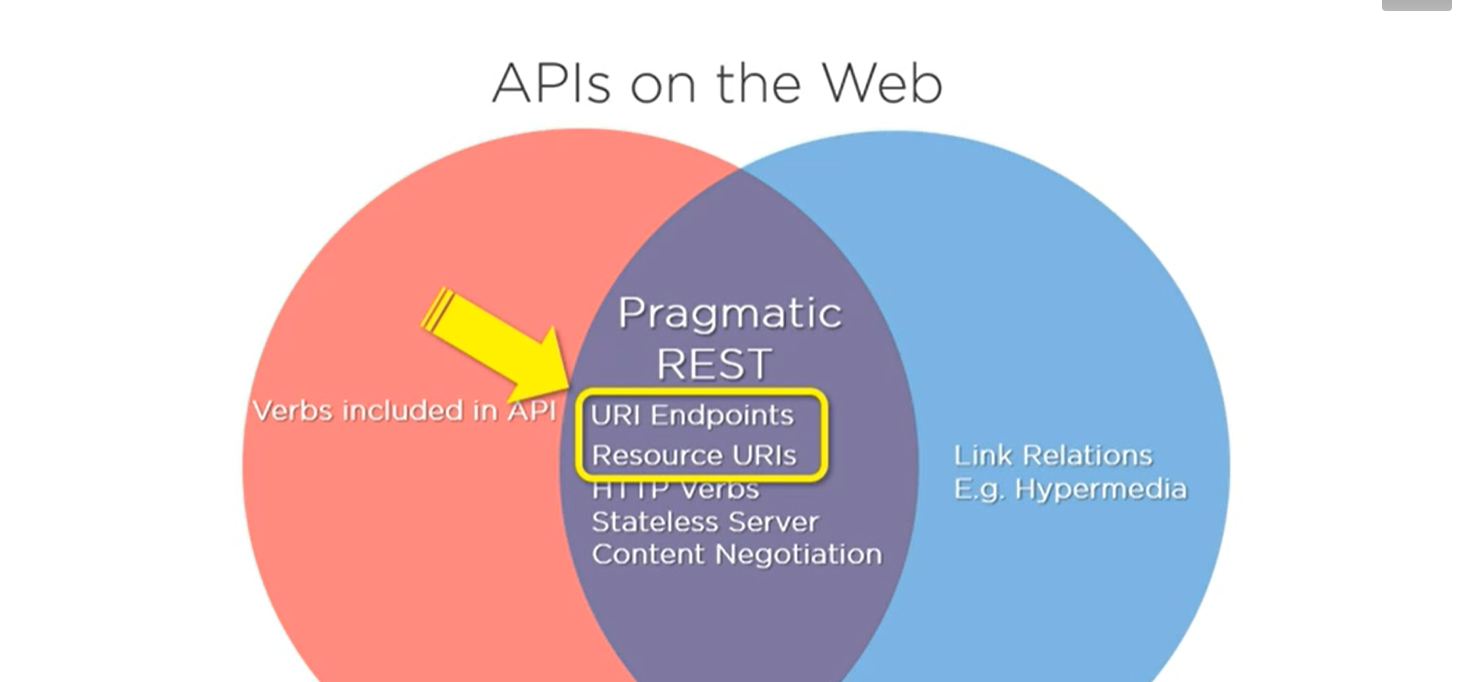 APIs on the Web
Pragmatic
REST
Verbs included in API
URI Endpoints
Resource URIs
HTTP Verbs
Stateless Server
Content Negotiation
Link Relations
E.g. Hypermedia